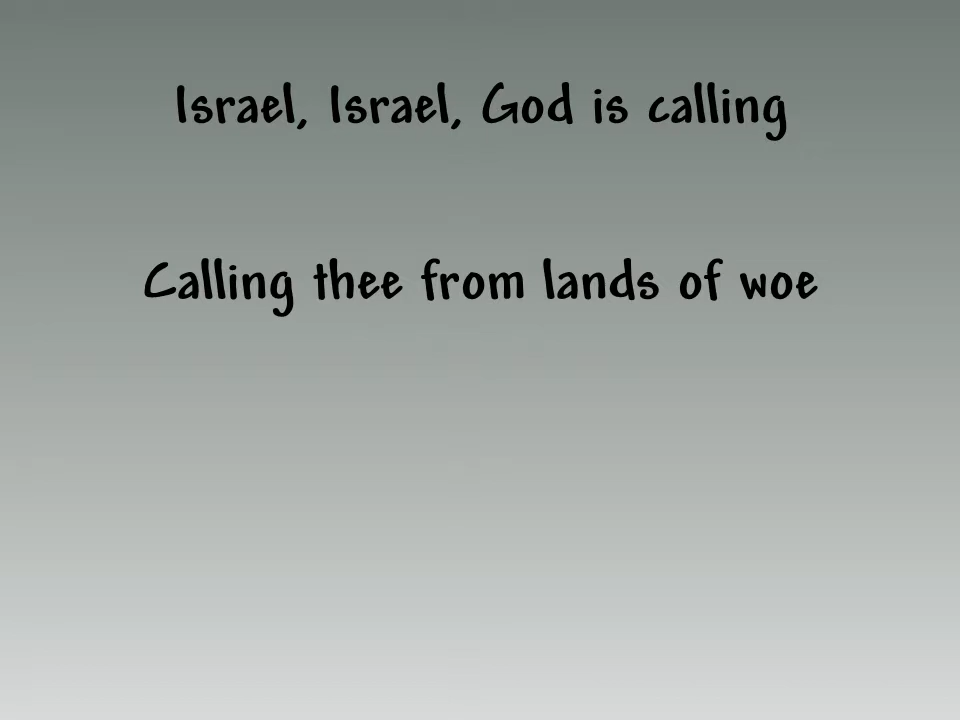 Israel, Israel, God is calling
Calling thee from lands of woe